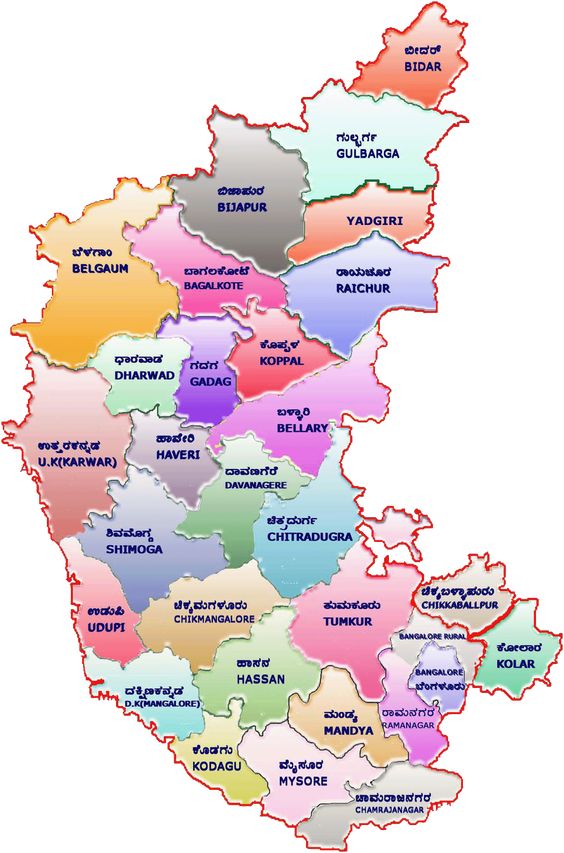 ಬೀದರ್
BIDAR
ಗುಲ್ಬರ್ಗ
GULBARGA
ಬಿಜಾಪುರ
BIJAPUR
YADGIRI
ಬೆಳಗಾಂ
BELGAUM
ಬಾಗಲಕೋಟೆ
BAGALKOTE
ರಾಯಚೂರ
RAICHUR
ಧಾರವಾಡ
DHARWAD
ಗದಗ
GADAG
ಕೊಪ್ಪಳ
KOPPAL
ಬಳ್ಳಾರಿ
BELLARY
ಉತ್ತರಕನ್ನಡ
U.K(KARWAR)
ಹಾವೇರಿ
HAVERI
ದಾವಣಗೆರೆ
DAVANAGERE
ಶಿವಮೊಗ್ಗ
SHIMOGA
ಚಿತ್ರದುರ್ಗ
CHITRADUGRA
ಉಡುಪಿ
UDUPI
ಚಿಕ್ಕಮಗಳೂರು
CHIKMANGALORE
ತುಮಕೂರು
TUMKUR
ಚಿಕ್ಕಬಳ್ಳಾಪುರು
CHIKKABALLPUR
BANGALORE RURAL
ಕೋಲಾರ
KOLAR
ಹಾಸನ
HASSAN
BANGALORE
ಬೆಂಗಳೂರು
ದಕ್ಷಿಣಕನ್ನಡ
D.K(MANGALORE)
ಮಂಡ್ಯ
MANDYA
ರಾಮನಗರ
RAMANAGAR
ಕೊಡಗು
KODAGU
ಮೈಸೂರ
MYSORE
ಚಾಮರಾಜನಗರ
CHAMRAJANAGAR